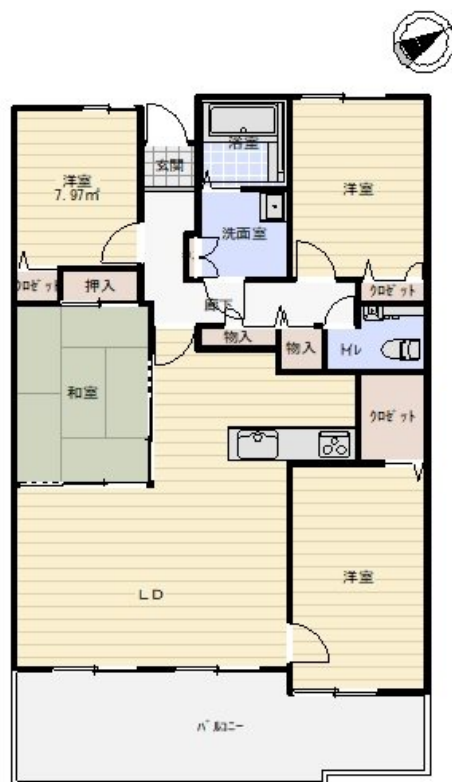 浴室
玄関
洋室
7.97㎡
洋室
洗面室
廊下
ｸﾛｾﾞｯﾄ
押入
ｸﾛｾﾞｯﾄ
物入
物入
ﾄｲﾚ
和室
ｸﾛｾﾞｯﾄ
洋室
ＬＤ
ﾊﾞﾙｺﾆｰ